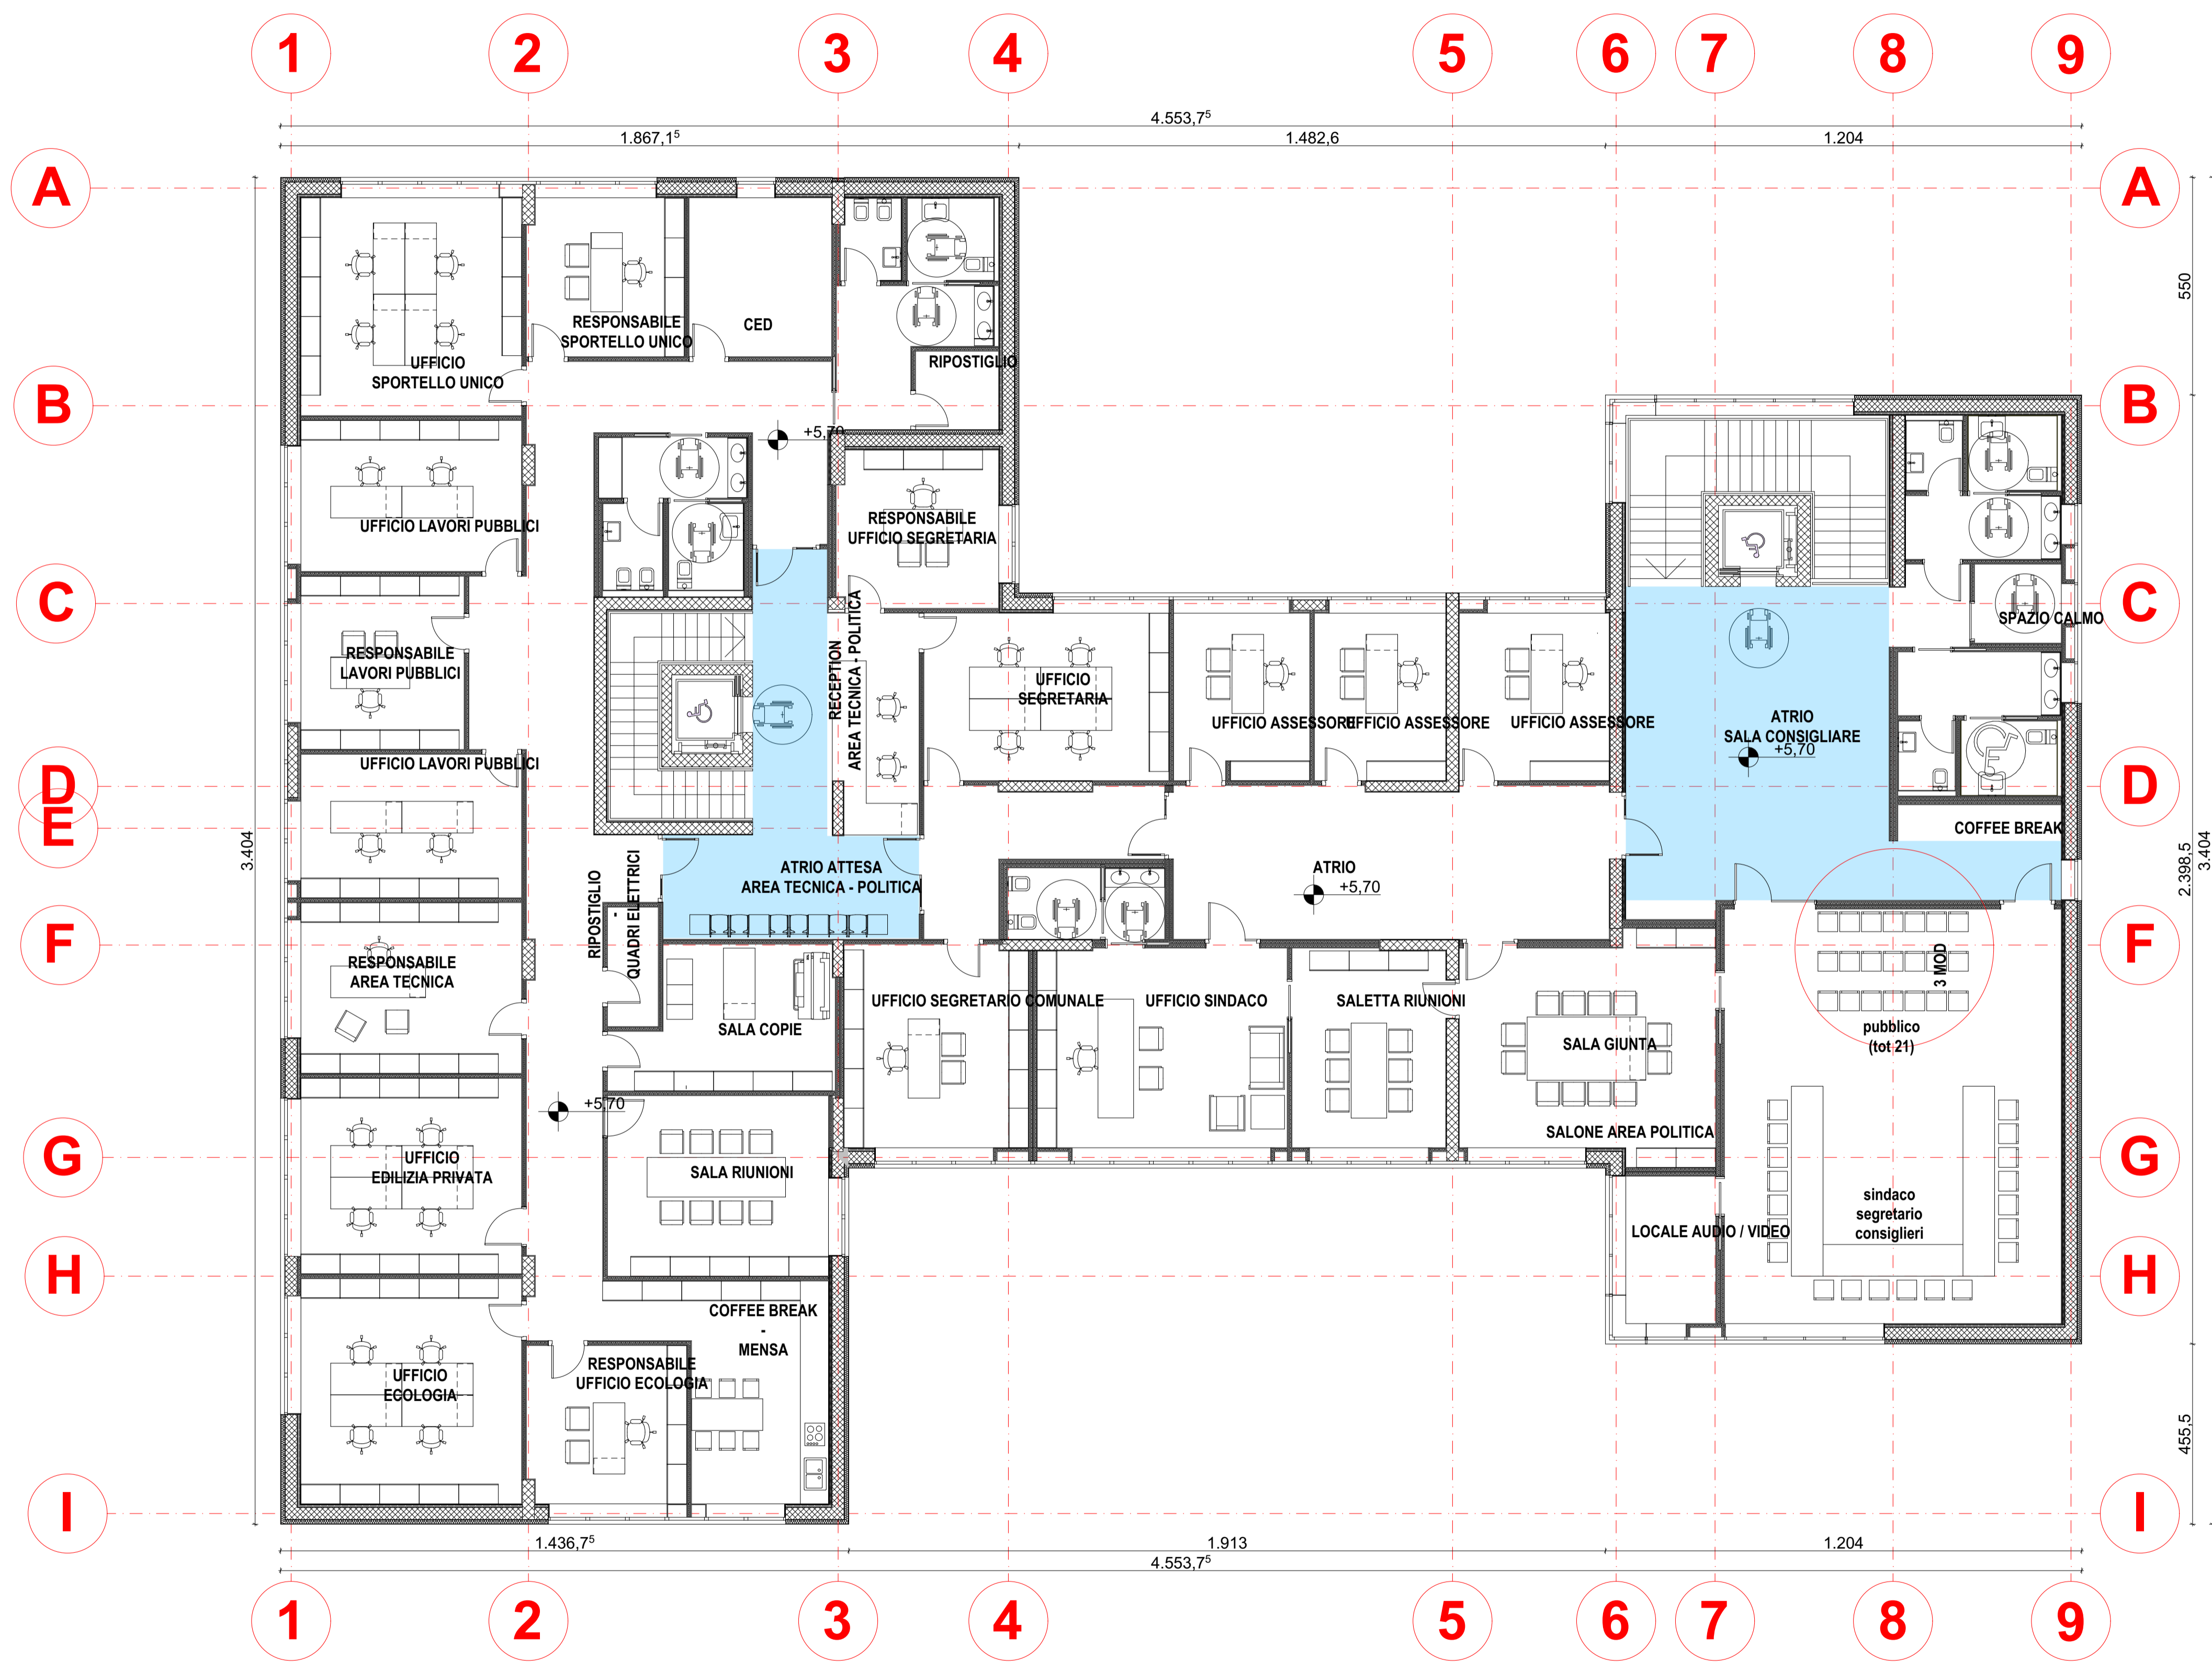 1 2 3 4 5 6 7 8 9
4.553,7⁵
1.867,1⁵ 1.482,6 1.204
A A
550
RESPONSABILE
SPORTELLO UNICO
CED
UFFICIO
SPORTELLO UNICO
RIPOSTIGLIO
B B
+5,70
UFFICIO LAVORI PUBBLICI
RESPONSABILE
UFFICIO SEGRETARIA
C C
SPAZIO CALMO
RESPONSABILE
LAVORI PUBBLICI
RECEPTION
AREA TECNICA - POLITICA
UFFICIO
SEGRETARIA
UFFICIO ASSESSORE
UFFICIO ASSESSORE
UFFICIO ASSESSORE
ATRIO
SALA CONSIGLIARE
+5,70
UFFICIO LAVORI PUBBLICI
D D
E E
COFFEE BREAK
3.404
2.398,5
3.404
ATRIO ATTESA
AREA TECNICA - POLITICA
ATRIO
+5,70
RIPOSTIGLIO
QUADRI ELETTRICI
F F
RESPONSABILE
AREA TECNICA
SALA COPIE
UFFICIO SEGRETARIO COMUNALE
UFFICIO SINDACO
SALETTA RIUNIONI
SALA GIUNTA
3 MOD
pubblico
(tot 21)
+5,70
SALONE AREA POLITICA
G G
UFFICIO
EDILIZIA PRIVATA
SALA RIUNIONI
sindaco
segretario
consiglieri
LOCALE AUDIO / VIDEO
H H
COFFEE BREAK
-
MENSA
RESPONSABILE
UFFICIO ECOLOGIA
UFFICIO
ECOLOGIA
455,5
I I
1.436,7⁵ 1.913 1.204
4.553,7⁵
1 2 3 4 5 6 7 8 9